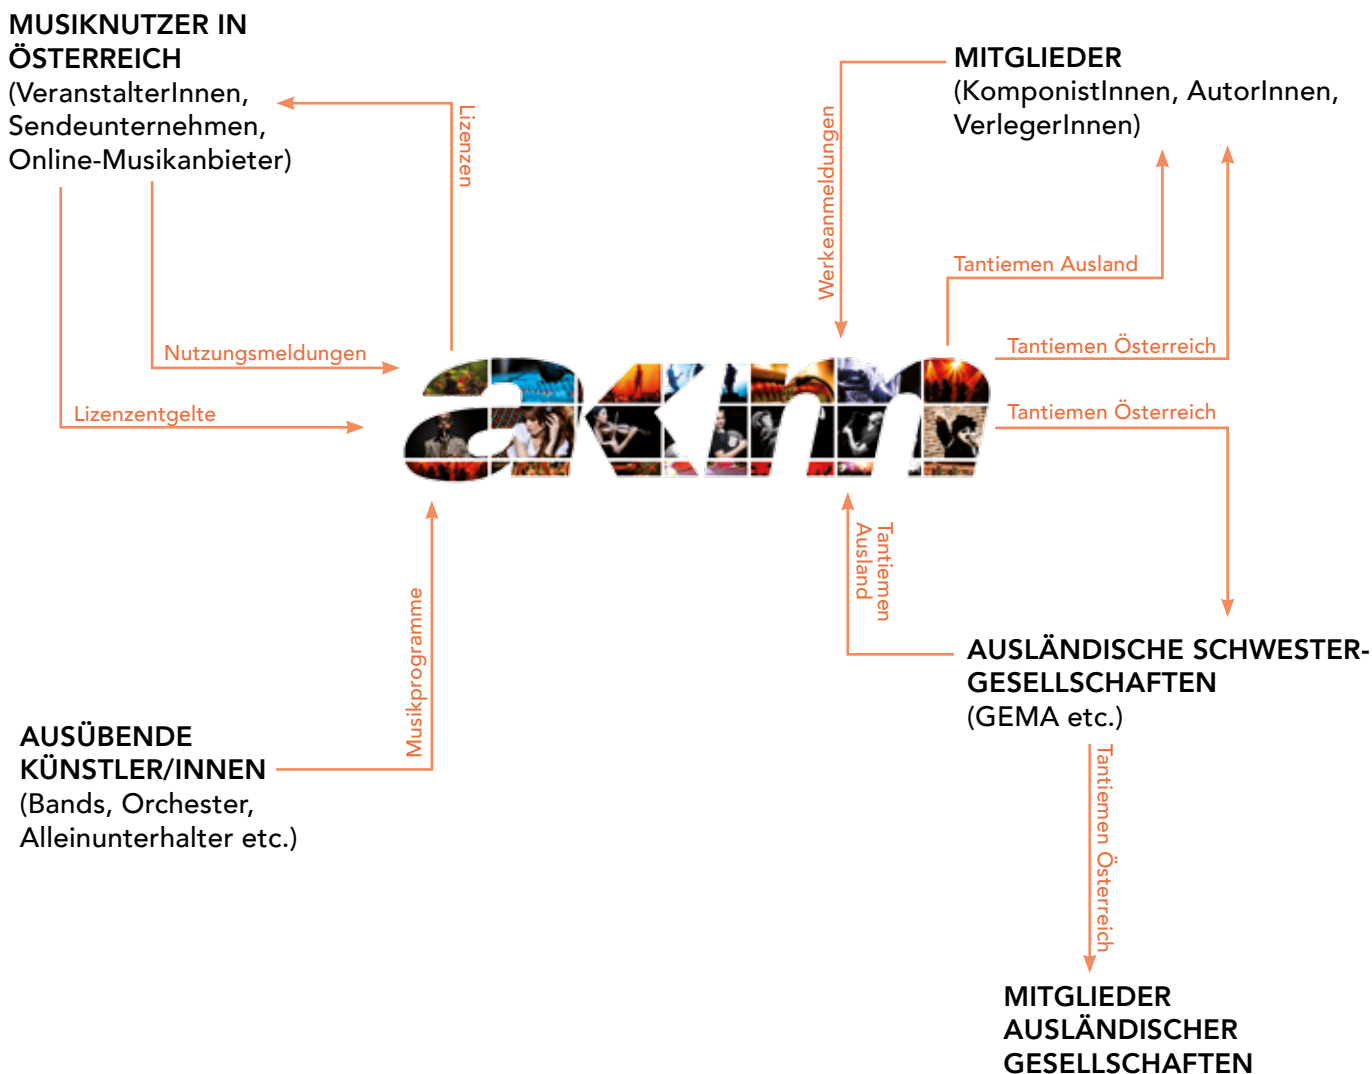 MUSIKNUTZER IN
ÖSTERREICH
(VeranstalterInnen,
Sendeunternehmen,
Online-Musikanbieter)
Lizenzen
Nutzungsmeldungen
Lizenzentgelte
MITGLIEDER
(KomponistInnen, AutorInnen,
VerlegerInnen)
Werkeanmeldungen
Tantiemen Ausland
Tantiemen Österreich
Tantiemen Österreich
akm
Musikprogramme
AUSÜBENDE
KÜNSTLER/INNEN
(Bands, Orchester,
Alleinunterhalter etc.)
Tantiemen
Ausland
AUSLÄNDISCHE SCHWESTER-
GESELLSCHAFTEN
(GEMA etc.)
Tantiemen Österreich
MITGLIEDER
AUSLÄNDISCHER
GESELLSCHAFTEN